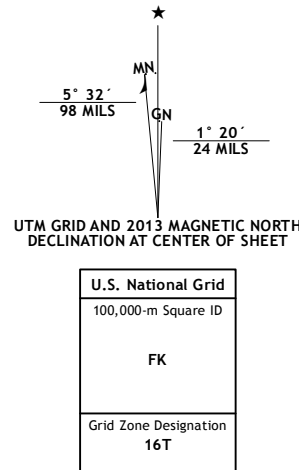 ★
MN.
GN
5° 32´
98 MILS
1° 20´
24 MILS
UTM GRID AND 2013 MAGNETIC NORTH
DECLINATION AT CENTER OF SHEET
U.S. National Grid
100,000-m Square ID
FK
Grid Zone Designation
16T